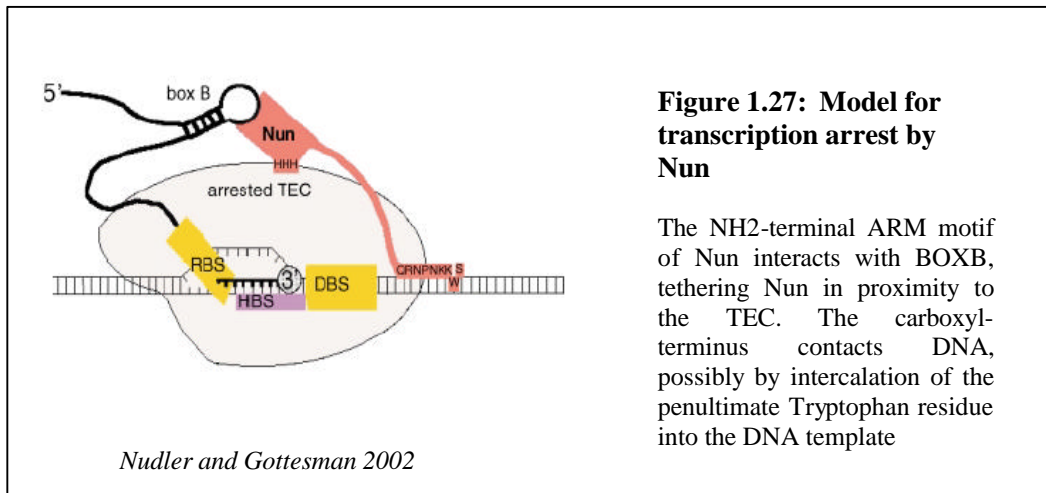 5'
box B
Nun
HHH
arrested TEC
RBS
3'
HBS
DBS
CRNPNKK
S
W
Nudler and Gottesman 2002
Figure 1.27: Model for
transcription arrest by
Nun
The NH2-terminal ARM motif
of Nun interacts with BOXB,
tethering Nun in proximity to
the TEC. The carboxyl-
terminus contacts DNA,
possibly by intercalation of the
penultimate Tryptophan residue
into the DNA template